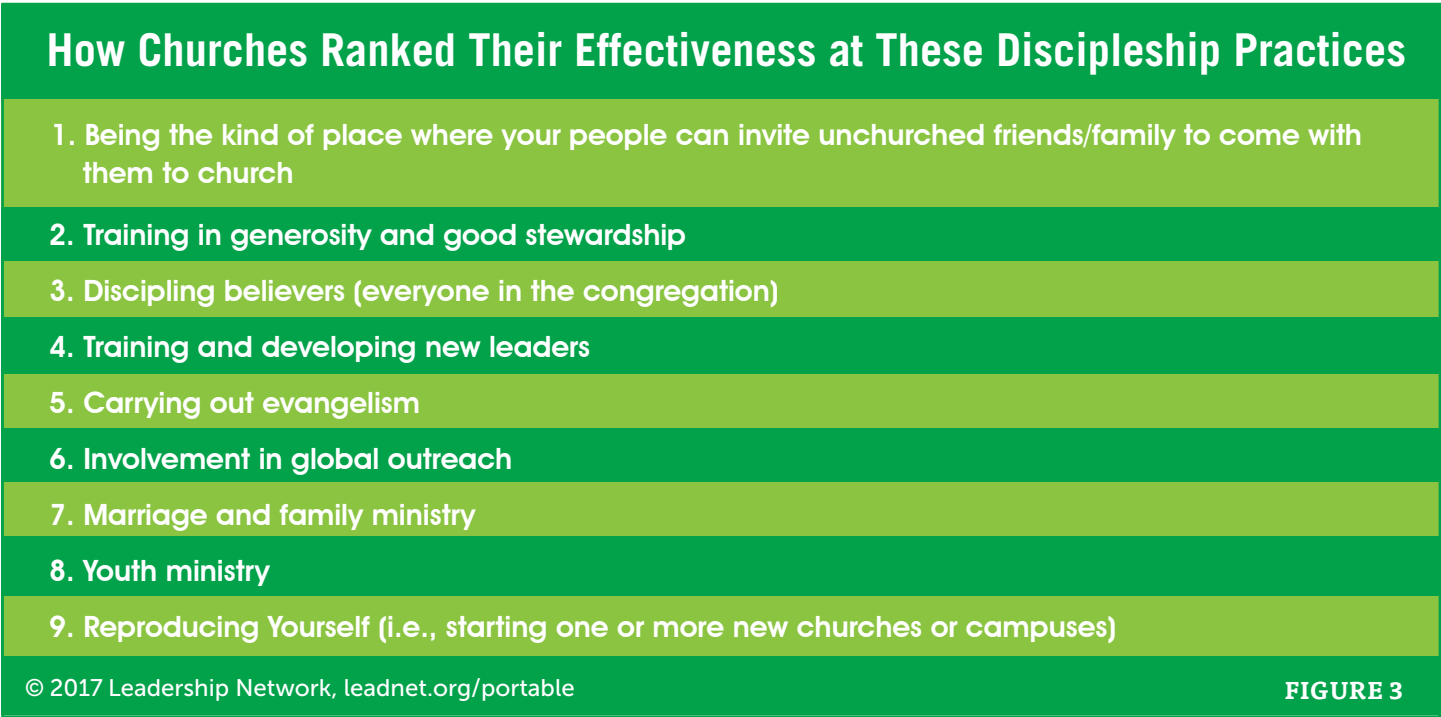 How Churches Ranked Their Effectiveness at These Discipleship Practices
1. Being the kind of place where your people can invite unchurched friends/family to come with
them to church
2. Training in generosity and good stewardship
3. Discipling believers (everyone in the congregation)
4. Training and developing new leaders
5. Carrying out evangelism
6. Involvement in global outreach
7. Marriage and family ministry
8. Youth ministry
9. Reproducing Yourself (i.e., starting one or more new churches or campuses)
© 2017 Leadership Network, leadnet.org/portable
FIGURE 3